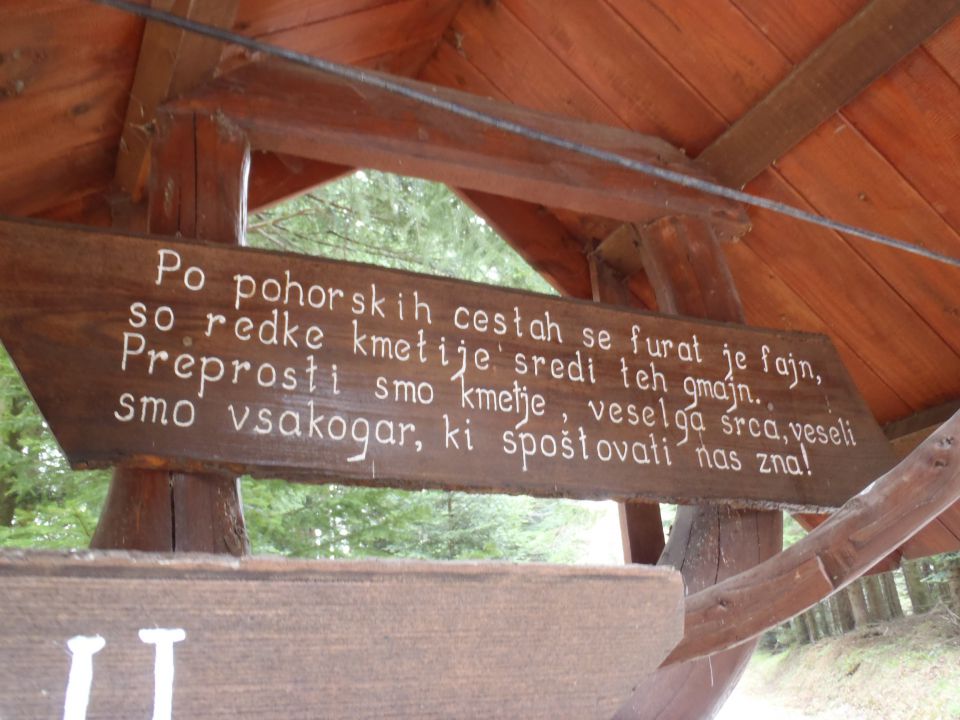 Po pohorskih cestah se furat je fajn,
so redke kmetije sredi teh gmajn.
Preprosti smo kmetje, veselga srca, veseli
smo vsakogar, ki spoštovati nas zna!